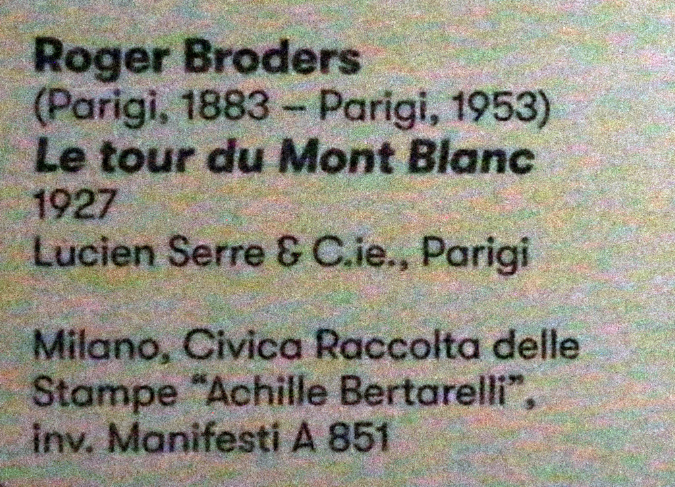 Roger Broders
(Parigi, 1883 – Parigi, 1953)
Le tour du Mont Blanc
1927
Lucien Serre & C.ie., Parigi
Milano, Civica Raccolta delle
Stampe “Achille Bertarelli”,
inv. Manifesti A 851